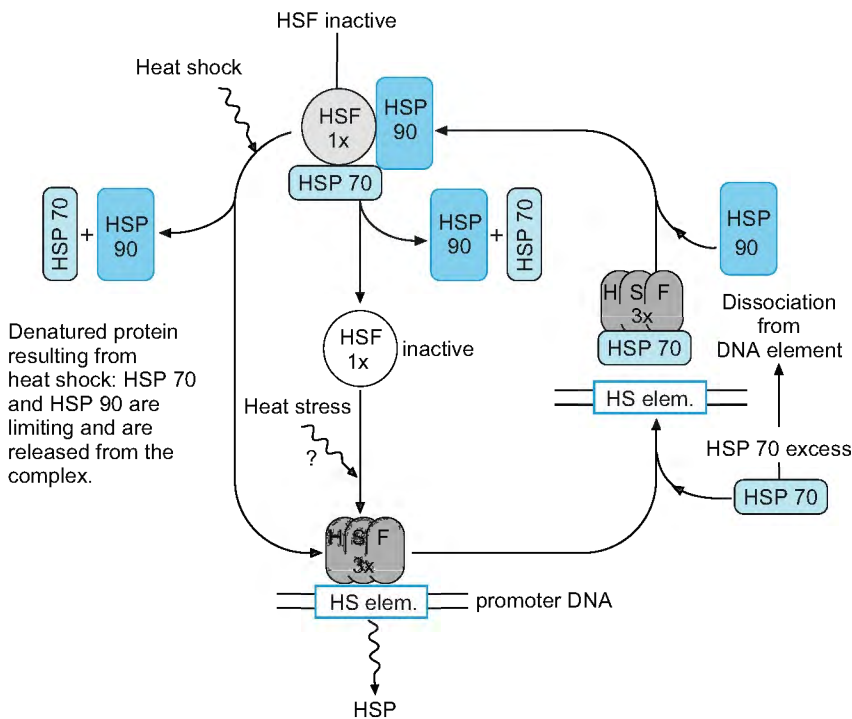 HSF inactive
Heat shock
HSF
1x
HSP
90
HSP 70
HSP 70
+
HSP
90
HSP
90
+
HSP 70
HSP
90
H S F
3x
HSP 70
Dissociation
from
DNA element
Denatured protein
resulting from
heat shock: HSP 70
and HSP 90 are
limiting and are
released from the
complex.
HSF
1x
inactive
Heat stress
?
HS elem.
HSP 70 excess
HSP 70
H S F
3x
HS elem.
promoter DNA
HSP